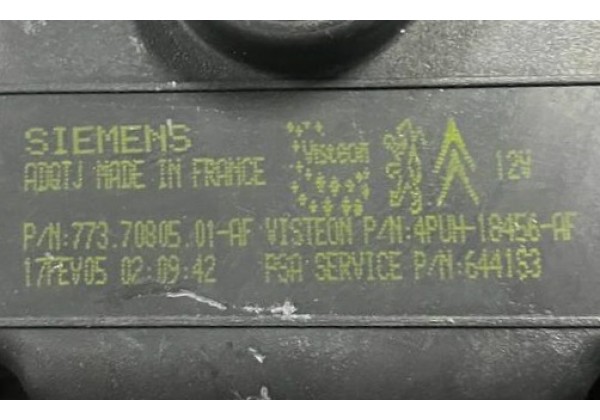 SIEMENS
ADQTJ MADE IN FRANCE
Visteon
12V
P/N:773.70805.01-AF VISTEON P/N:4PUH-18456-AF
17FEV05 02:09:42 PSA SERVICE P/N:6441S3